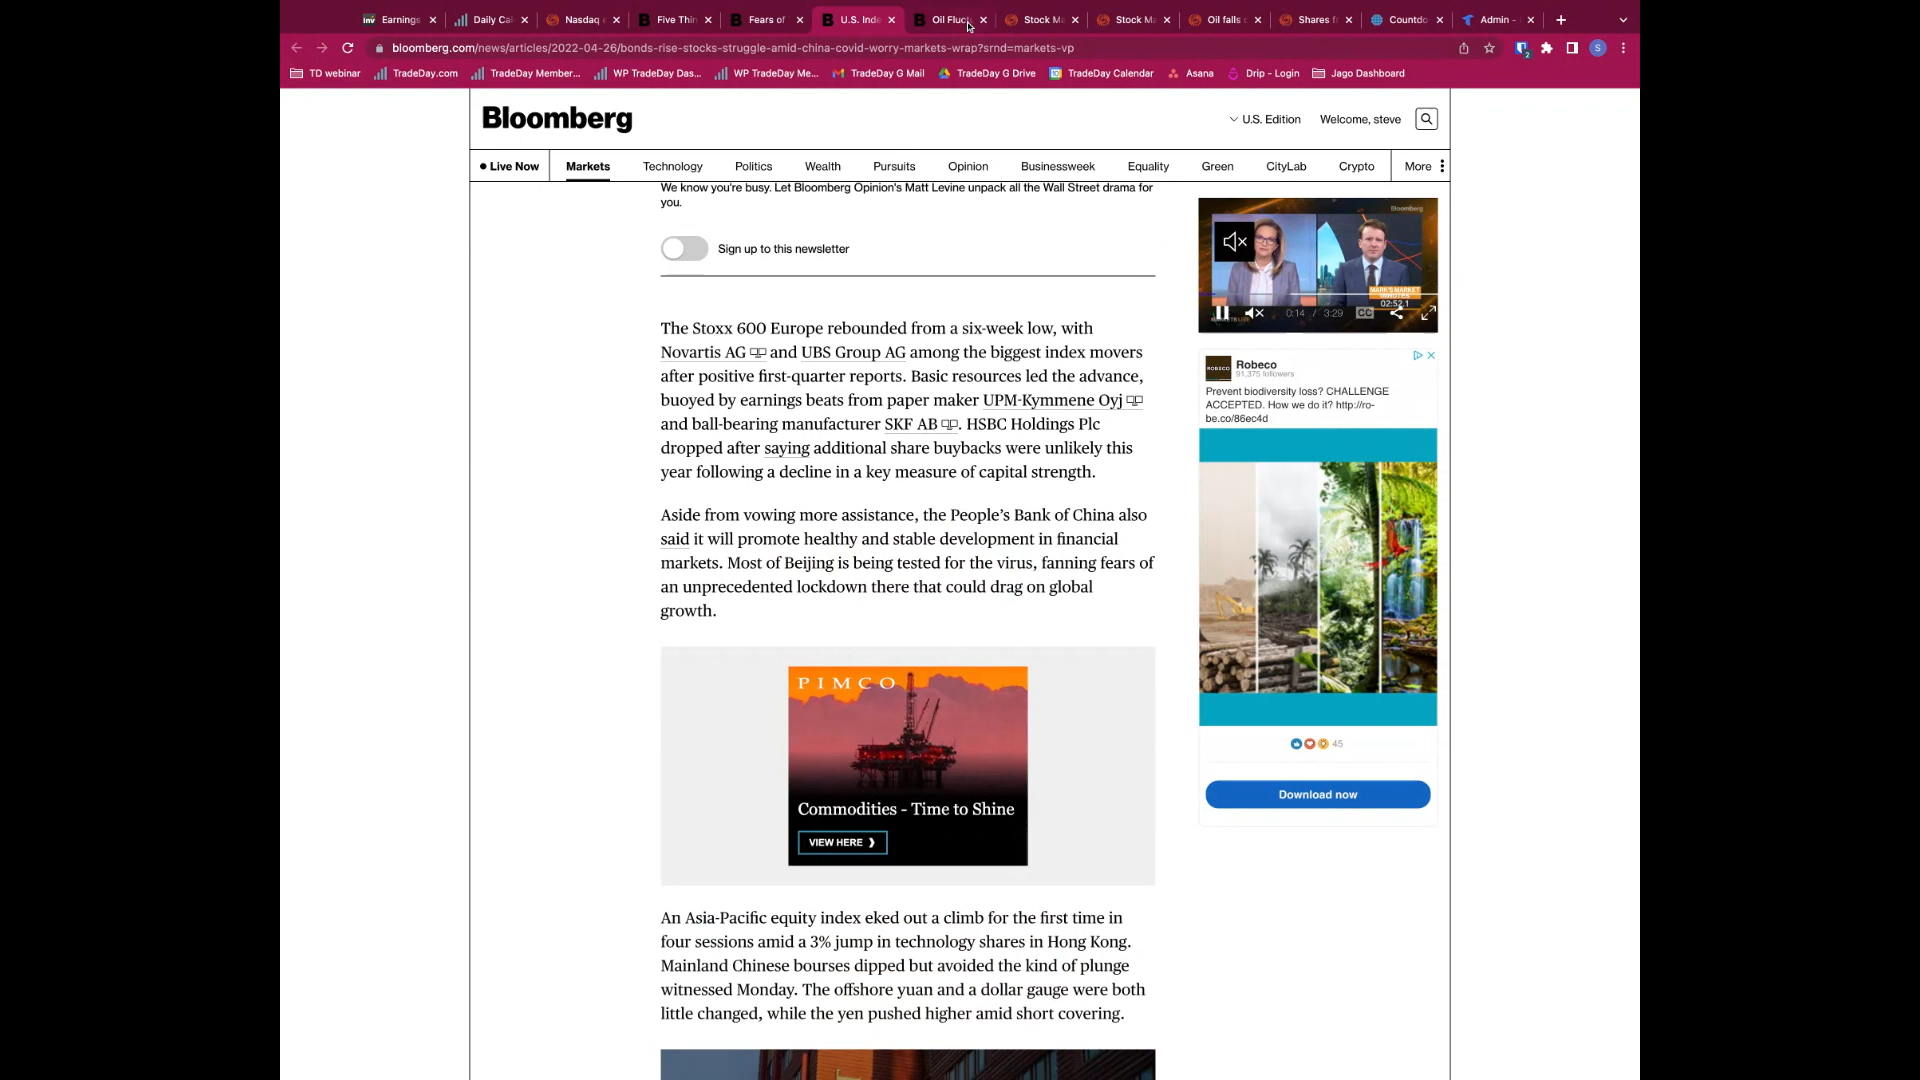 Earnings
Daily Ca
Nasdaq
Five Thin
Fears of
U.S. Inde
Oil Fluc
Stock Ma
Stock Ma
Oil falls
Shares f
Countdo
Admin -
bloomberg.com/news/articles/2022-04-26/bonds-rise-stocks-struggle-amid-china-covid-worry-markets-wrap?srnd=markets-vp
S
TD webinar
TradeDay.com
TradeDay Member...
WP TradeDay Das...
WP TradeDay Me...
TradeDay G Mail
TradeDay G Drive
TradeDay Calendar
Asana
Drip - Login
Jago Dashboard
Bloomberg
U.S. Edition
Welcome, steve
Live Now
Markets
Technology
Politics
Wealth
Pursuits
Opinion
Businessweek
Equality
Green
CityLab
Crypto
More
We know you're busy. Let Bloomberg Opinion's Matt Levine unpack all the Wall Street drama for
you.
Sign up to this newsletter
The Stoxx 600 Europe rebounded from a six-week low, with
Novartis AG and UBS Group AG among the biggest index movers
after positive first-quarter reports. Basic resources led the advance,
buoyed by earnings beats from paper maker UPM-Kymmene Oyj
and ball-bearing manufacturer SKF AB. HSBC Holdings Plc
dropped after saying additional share buybacks were unlikely this
year following a decline in a key measure of capital strength.
Aside from vowing more assistance, the People's Bank of China also
said it will promote healthy and stable development in financial
markets. Most of Beijing is being tested for the virus, fanning fears of
an unprecedented lockdown there that could drag on global
growth.
PIMCO
Commodities - Time to Shine
VIEW HERE ❯
An Asia-Pacific equity index eked out a climb for the first time in
four sessions amid a 3% jump in technology shares in Hong Kong.
Mainland Chinese bourses dipped but avoided the kind of plunge
witnessed Monday. The offshore yuan and a dollar gauge were both
little changed, while the yen pushed higher amid short covering.
Bloomberg
MARK'S MARKET
MINUTES
02:52.1
0:14 / 3:29
CC
ROBECO
Robeco
91,375 followers
Prevent biodiversity loss? CHALLENGE
ACCEPTED. How we do it? http://ro-
be.co/86ec4d
45
Download now